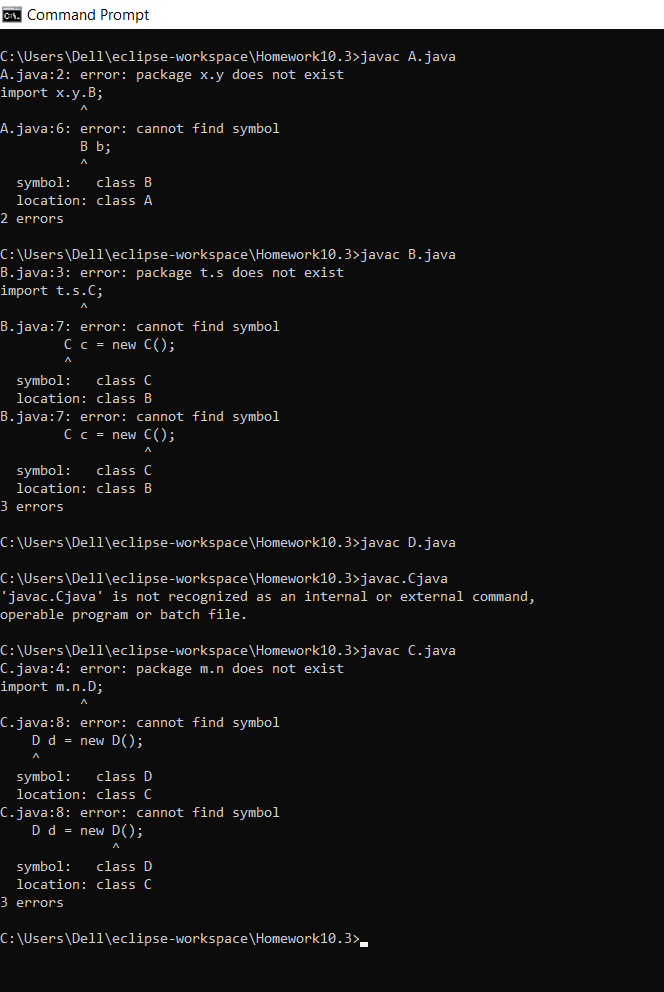 Command Prompt
C:\Users\Dell\eclipse-workspace\Homework10.3>javac A.java
A.java:2: error: package x.y does not exist
import x.y.B;
          ^
A.java:6: error: cannot find symbol
          B b;
          ^
  symbol:   class B
  location: class A
2 errors
C:\Users\Dell\eclipse-workspace\Homework10.3>javac B.java
B.java:3: error: package t.s does not exist
import t.s.C;
          ^
B.java:7: error: cannot find symbol
        C c = new C();
        ^
  symbol:   class C
  location: class B
B.java:7: error: cannot find symbol
        C c = new C();
                  ^
  symbol:   class C
  location: class B
3 errors
C:\Users\Dell\eclipse-workspace\Homework10.3>javac D.java
C:\Users\Dell\eclipse-workspace\Homework10.3>javac.Cjava
'javac.Cjava' is not recognized as an internal or external command,
operable program or batch file.
C:\Users\Dell\eclipse-workspace\Homework10.3>javac C.java
C.java:4: error: package m.n does not exist
import m.n.D;
          ^
C.java:8: error: cannot find symbol
    D d = new D();
    ^
  symbol:   class D
  location: class C
C.java:8: error: cannot find symbol
    D d = new D();
              ^
  symbol:   class D
  location: class C
3 errors
C:\Users\Dell\eclipse-workspace\Homework10.3>